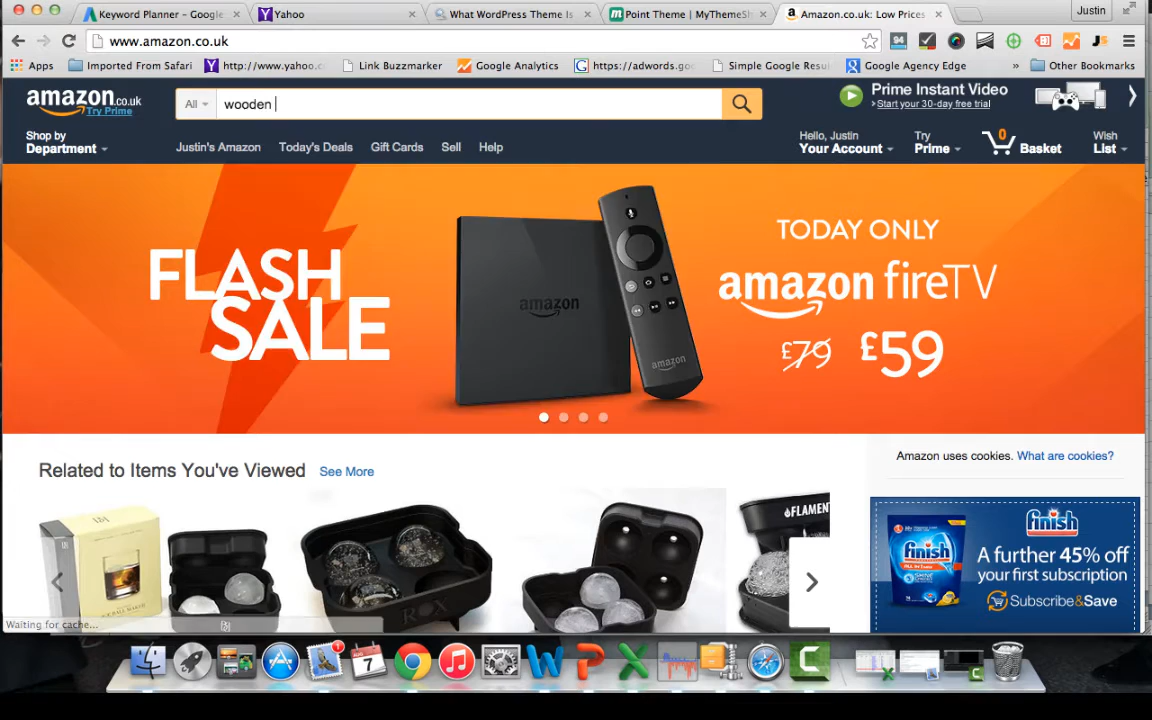 Keyword Planner - Google
Yahoo
What WordPress Theme Is
Point Theme | MyThemeSh
Amazon.co.uk: Low Prices
Justin
www.amazon.co.uk
94
Apps
Imported From Safari
http://www.yahoo.c
Link Buzzmarker
Google Analytics
https://adwords.go
Simple Google Resu
Google Agency Edge
»
Other Bookmarks
amazon.co.uk
Try Prime
All
wooden
Prime Instant Video
Start your 30-day free trial
Shop by
Department
Justin's Amazon
Today's Deals
Gift Cards
Sell
Help
Hello, Justin
Your Account
Try
Prime
0
Basket
Wish
List
FLASH
SALE
amazon
amazon
TODAY ONLY
amazon fireTV
£79 £59
Related to Items You've Viewed
See More
Amazon uses cookies. What are cookies?
FLAMEN
finish
finish
A further 45% off
your first subscription
Subscribe&Save
Waiting for cache...
AUG
7
1